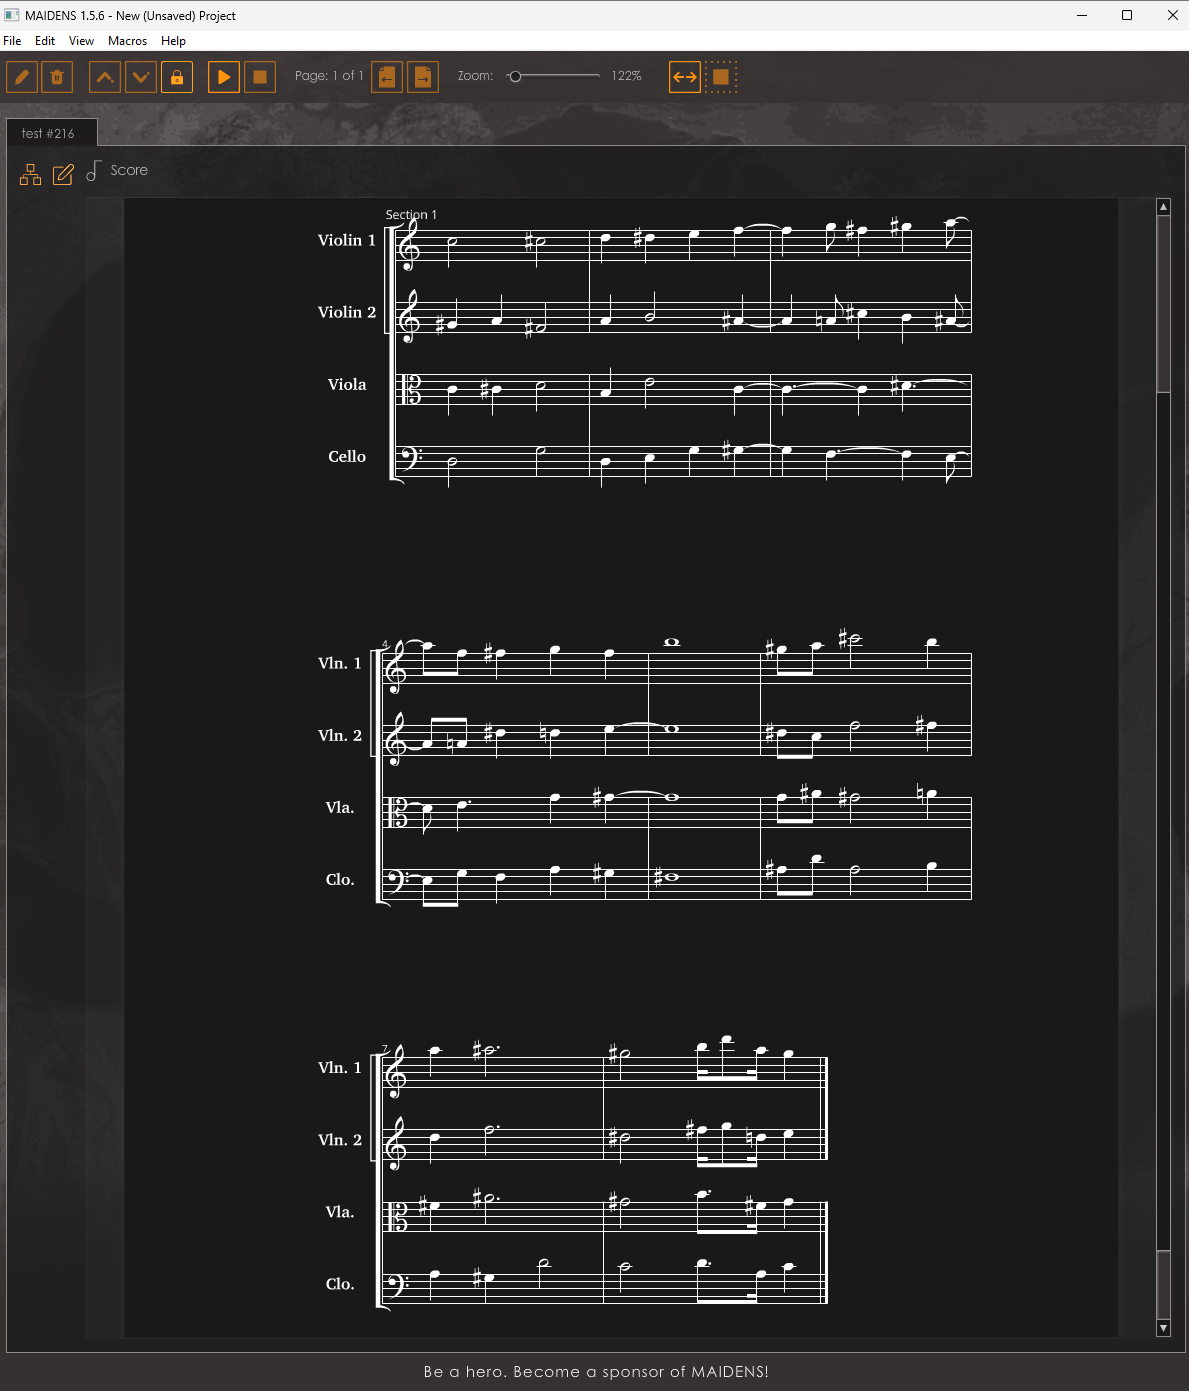 MAIDENS 1.5.6 - New (Unsaved) Project
File Edit View Macros Help
Page: 1 of 1 Zoom: 122%
test #216
Score
Section 1
Violin 1
Violin 2
Viola
Cello
4
Vln. 1
Vln. 2
Vla.
Clo.
7
Vln. 1
Vln. 2
Vla.
Clo.
Be a hero. Become a sponsor of MAIDENS!